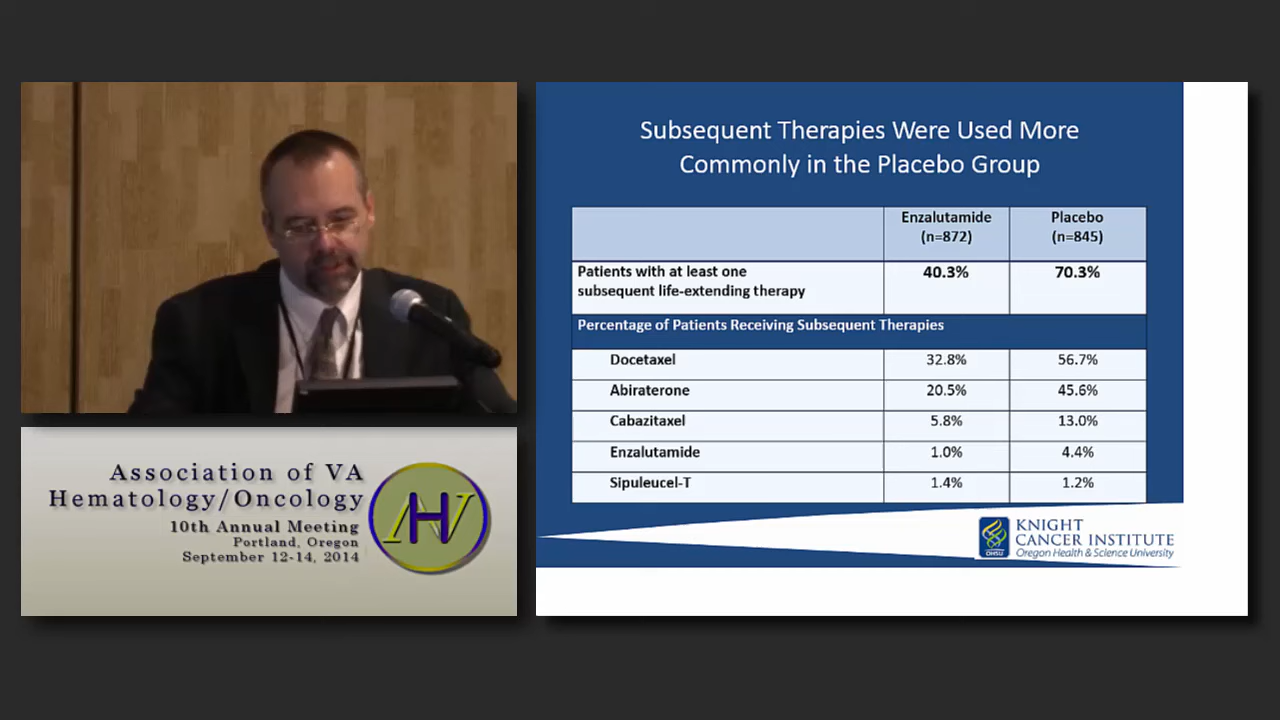 Subsequent Therapies Were Used More
Commonly in the Placebo Group
Enzalutamide Placebo
(n=872) (n=845)
Patients with at least one 40.3% 70.3%
subsequent life-extending therapy
Percentage of Patients Receiving Subsequent Therapies
Docetaxel 32.8% 56.7%
Abiraterone 20.5% 45.6%
Cabazitaxel 5.8% 13.0%
Enzalutamide 1.0% 4.4%
Sipuleucel-T 1.4% 1.2%
OHSU
KNIGHT
CANCER INSTITUTE
Oregon Health & Science University
Association of VA
Hematology/Oncology
10th Annual Meeting
Portland, Oregon
September 12-14, 2014
AVHO